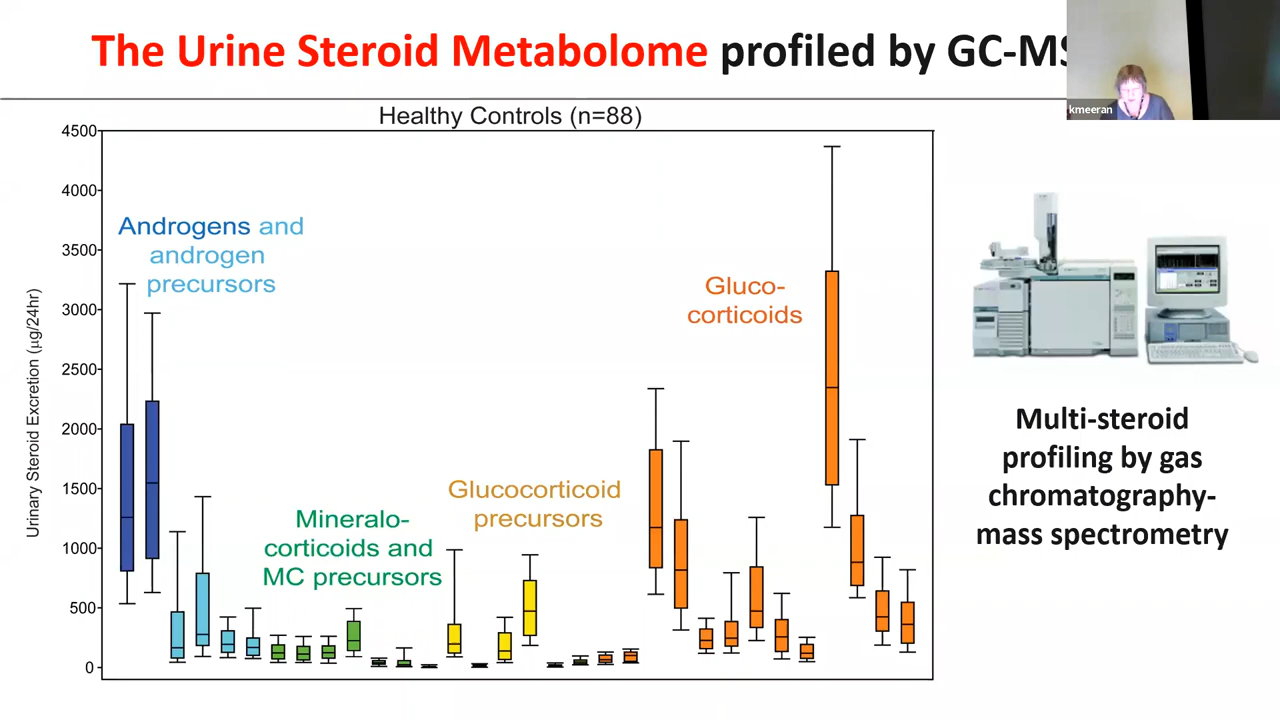 The Urine Steroid Metabolome profiled by GC-MS
kmeeran
Healthy Controls (n=88)
Urinary Steroid Excretion (µg/24hr)
4500
4000
3500
3000
2500
2000
1500
1000
500
0
Androgens and
androgen
precursors
Mineralo-
corticoids and
MC precursors
Glucocorticoid
precursors
Gluco-
corticoids
Multi-steroid
profiling by gas
chromatography-
mass spectrometry